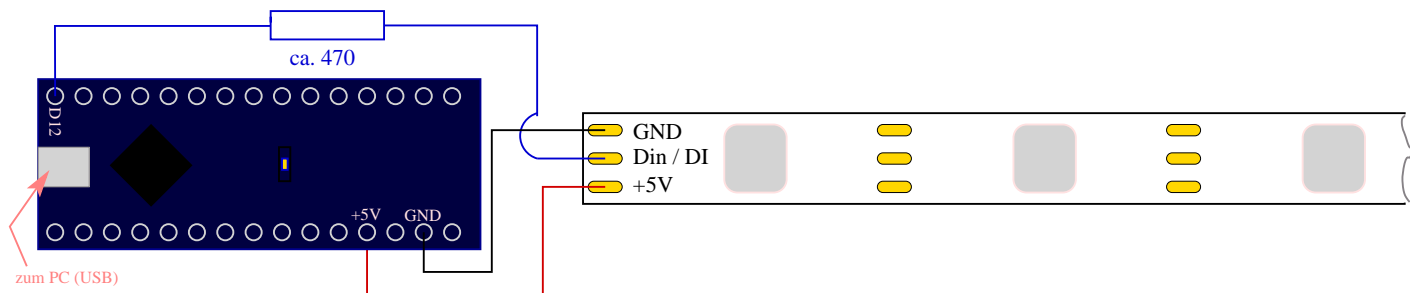 ca. 470
D12
GND
Din / DI
+5V
+5V
GND
zum PC (USB)